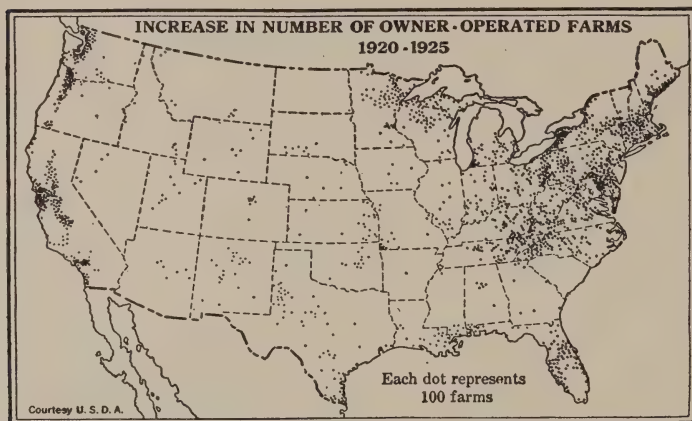 INCREASE IN NUMBER OF OWNER-OPERATED FARMS
1920-1925
Each dot represents
100 farms
Courtesy U. S. D. A.